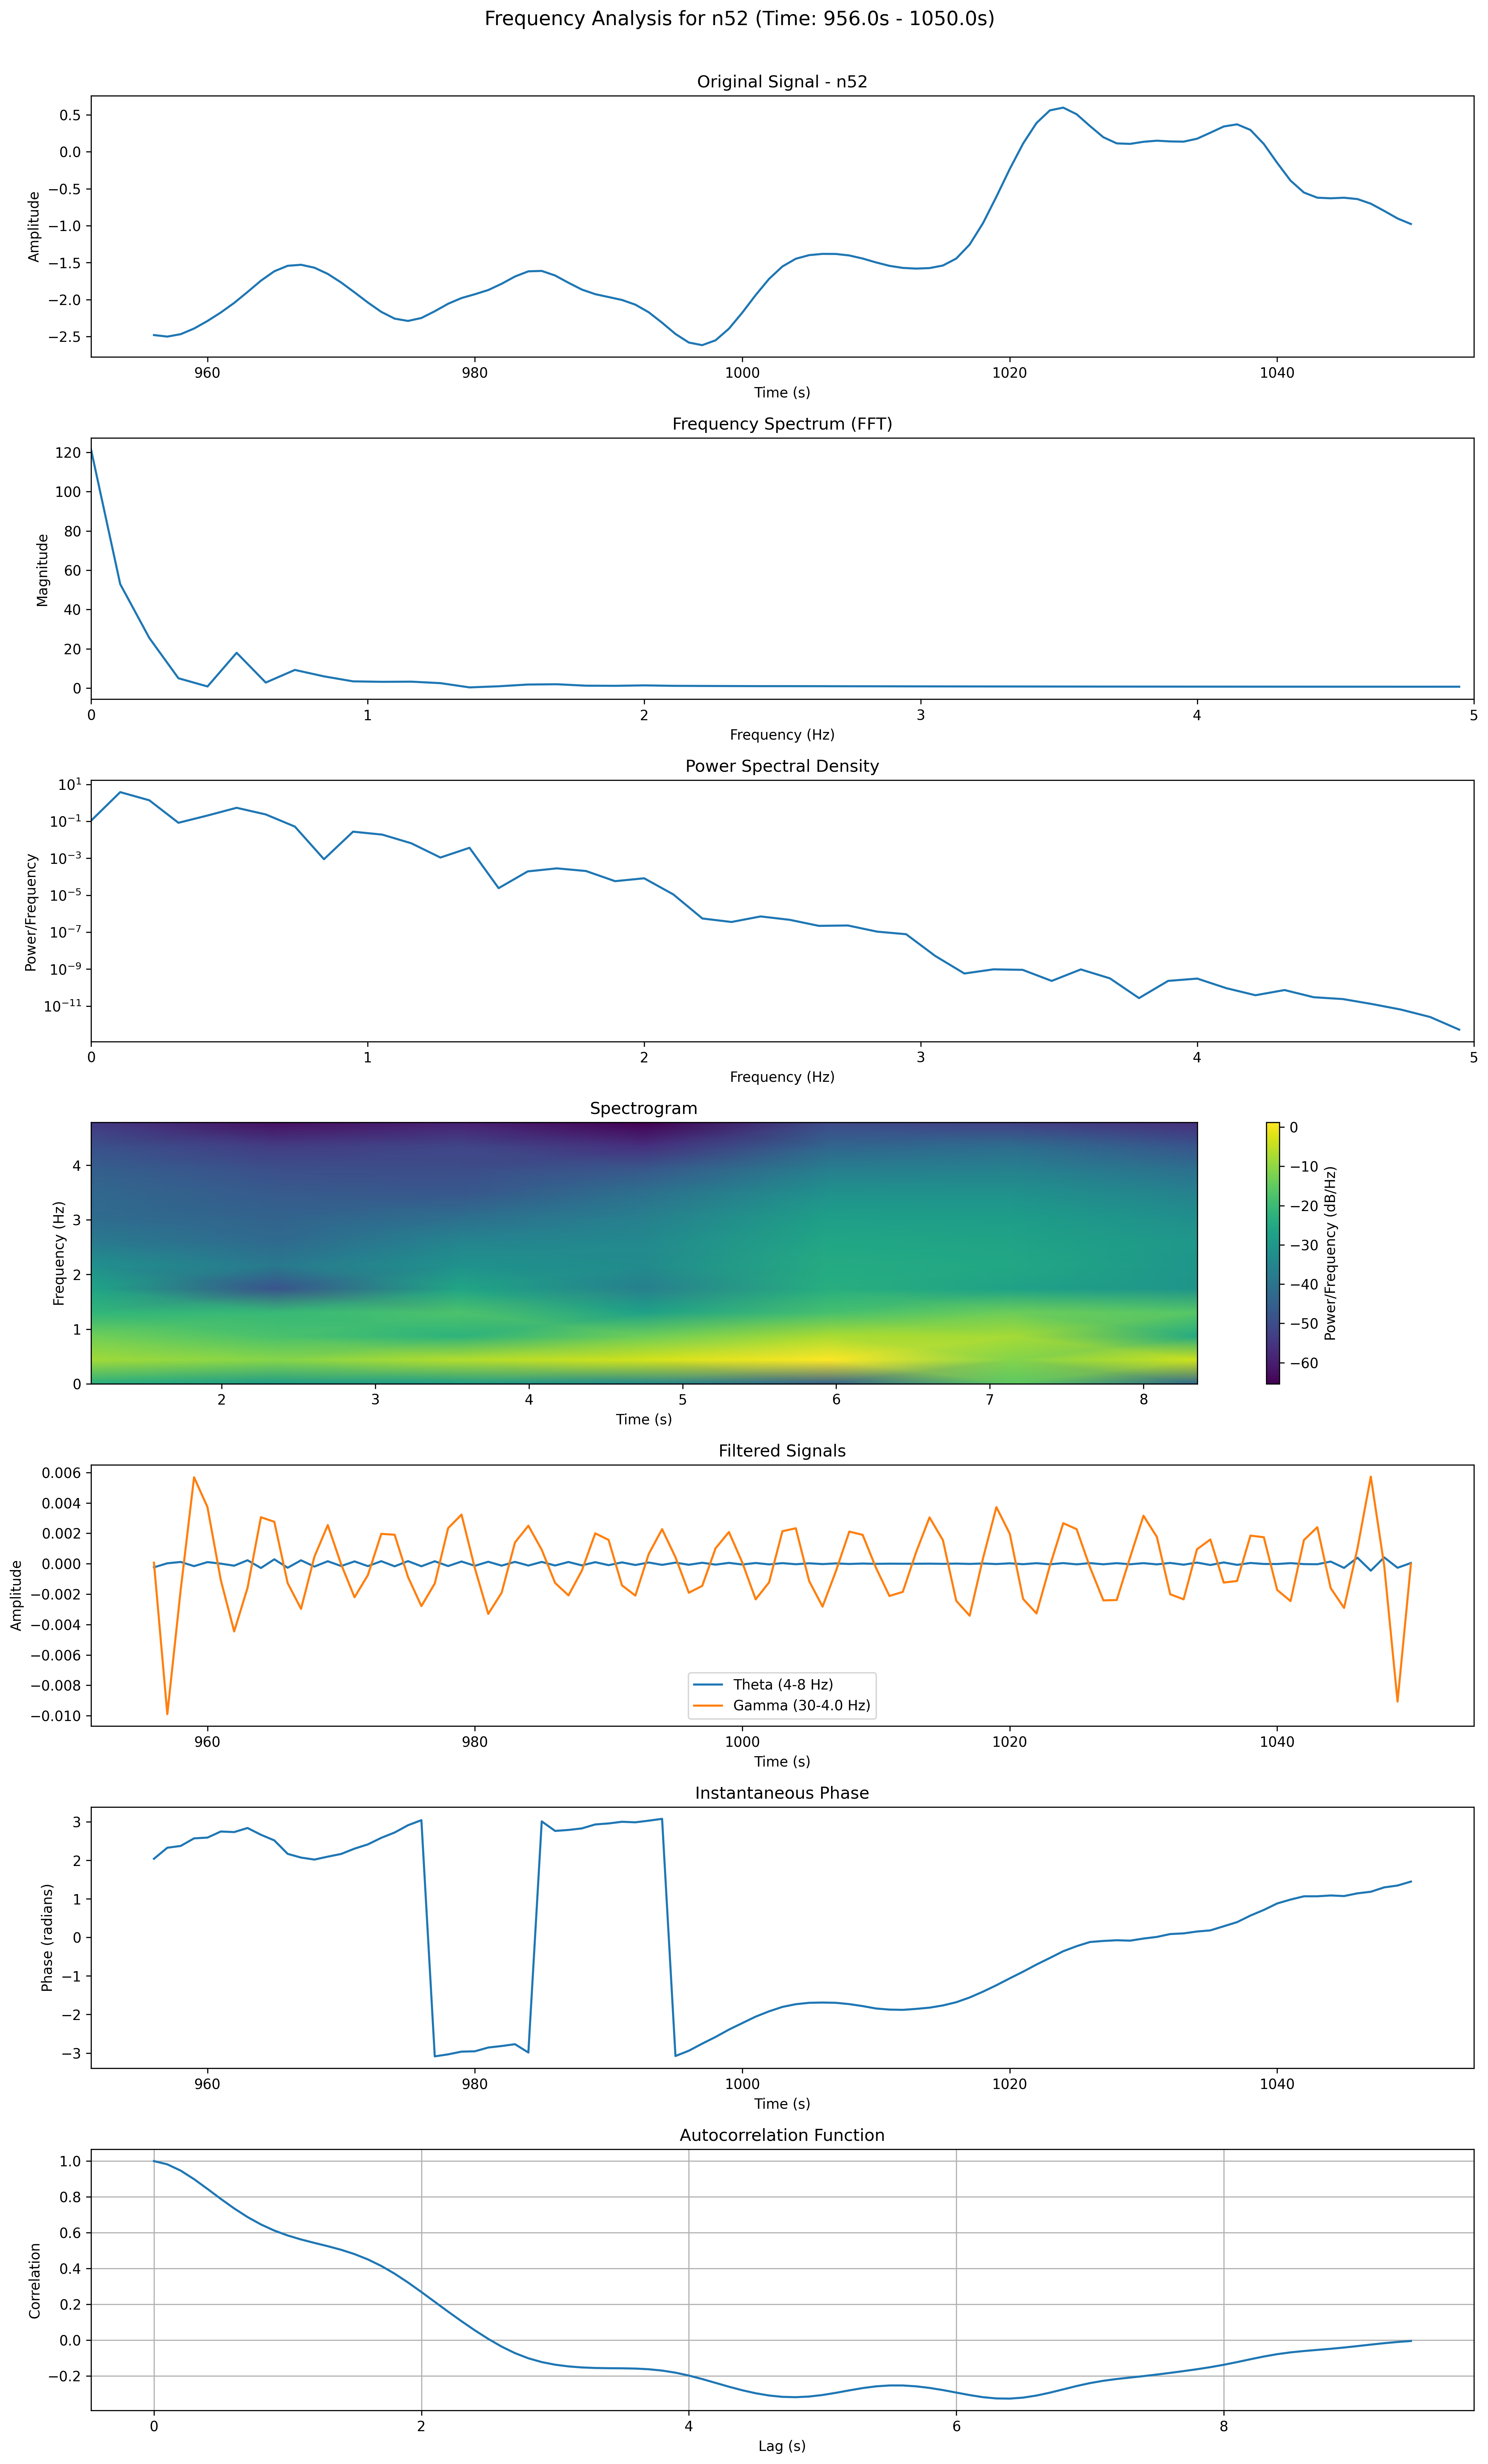 Frequency Analysis for n52 (Time: 956.0s - 1050.0s)
Original Signal - n52
0.5
0.0
−0.5
−1.0
−1.5
−2.0
−2.5
Amplitude
960 980 1000 1020 1040
Time (s)
Frequency Spectrum (FFT)
120
100
80
60
40
20
0
Magnitude
0 1 2 3 4 5
Frequency (Hz)
Power Spectral Density
10¹
10⁻¹
10⁻³
10⁻⁵
10⁻⁷
10⁻⁹
10⁻¹¹
Power/Frequency
0 1 2 3 4 5
Frequency (Hz)
Spectrogram
4
3
2
1
0
Frequency (Hz)
2 3 4 5 6 7 8
Time (s)
0
−10
−20
−30
−40
−50
−60
Power/Frequency (dB/Hz)
Filtered Signals
0.006
0.004
0.002
0.000
−0.002
−0.004
−0.006
−0.008
−0.010
Amplitude
Theta (4-8 Hz)
Gamma (30-4.0 Hz)
960 980 1000 1020 1040
Time (s)
Instantaneous Phase
3
2
1
0
−1
−2
−3
Phase (radians)
960 980 1000 1020 1040
Time (s)
Autocorrelation Function
1.0
0.8
0.6
0.4
0.2
0.0
−0.2
Correlation
0 2 4 6 8
Lag (s)